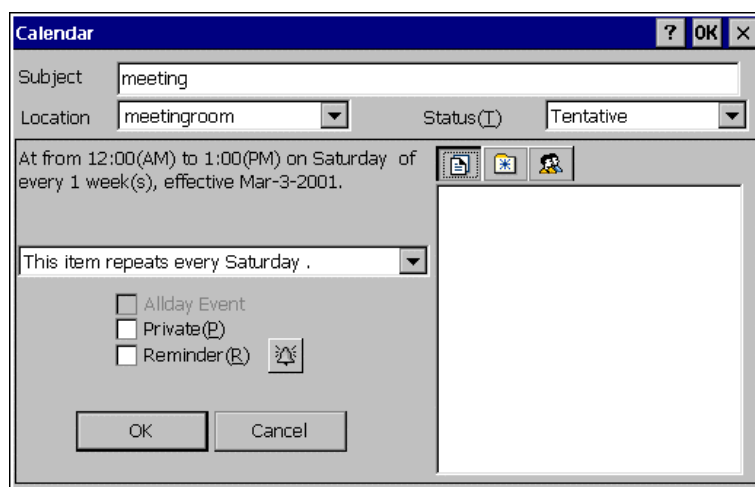 Calendar ? OK ×
Subject meeting
Location meetingroom Status(T) Tentative
At from 12:00(AM) to 1:00(PM) on Saturday of
every 1 week(s), effective Mar-3-2001.
This item repeats every Saturday .
Allday Event
Private(P)
Reminder(R)
OK Cancel